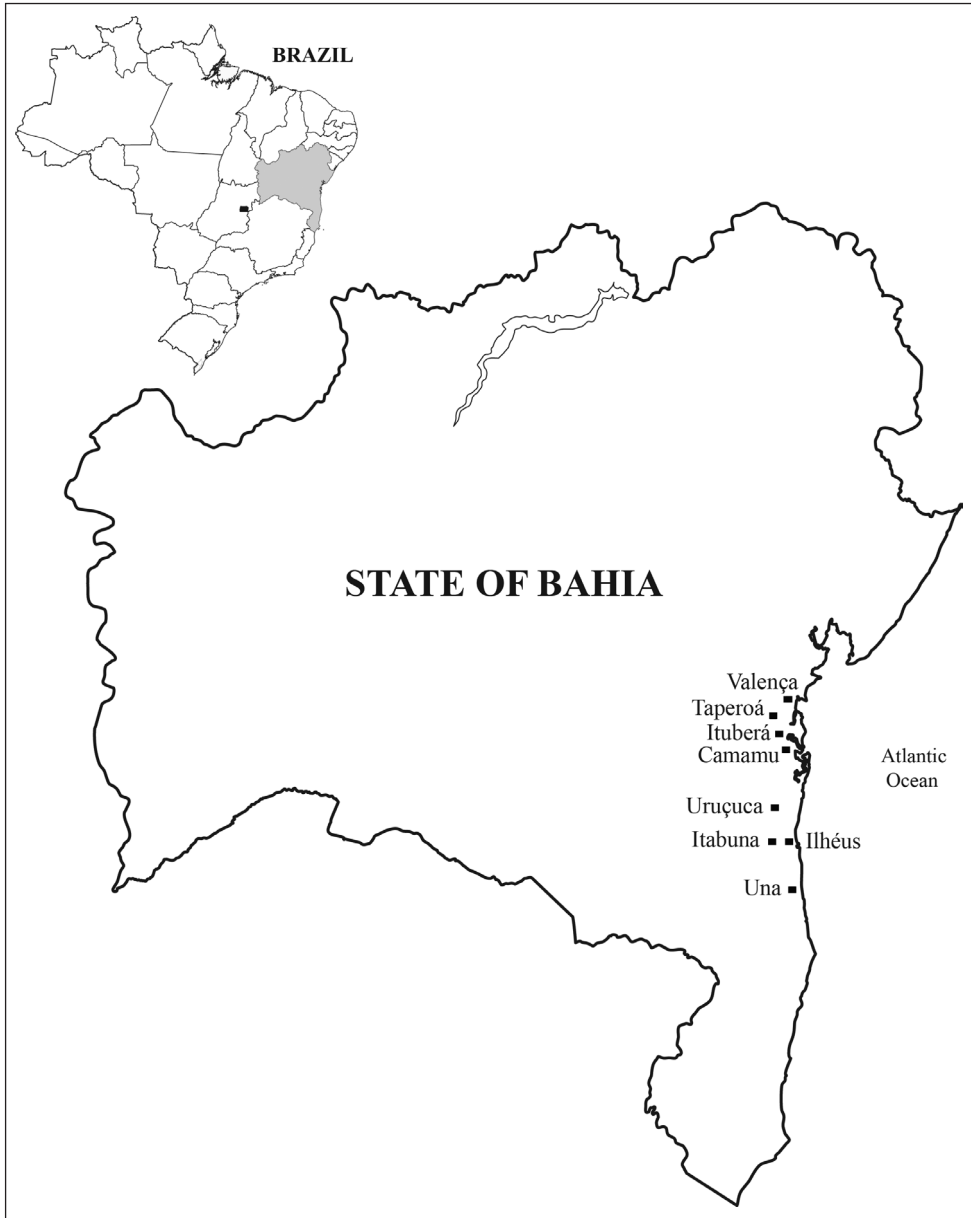 BRAZIL
STATE OF BAHIA
Valença
Taperoá
Ituberá
Camamu
Atlantic
Ocean
Uruçuca
Itabuna
Ilhéus
Una